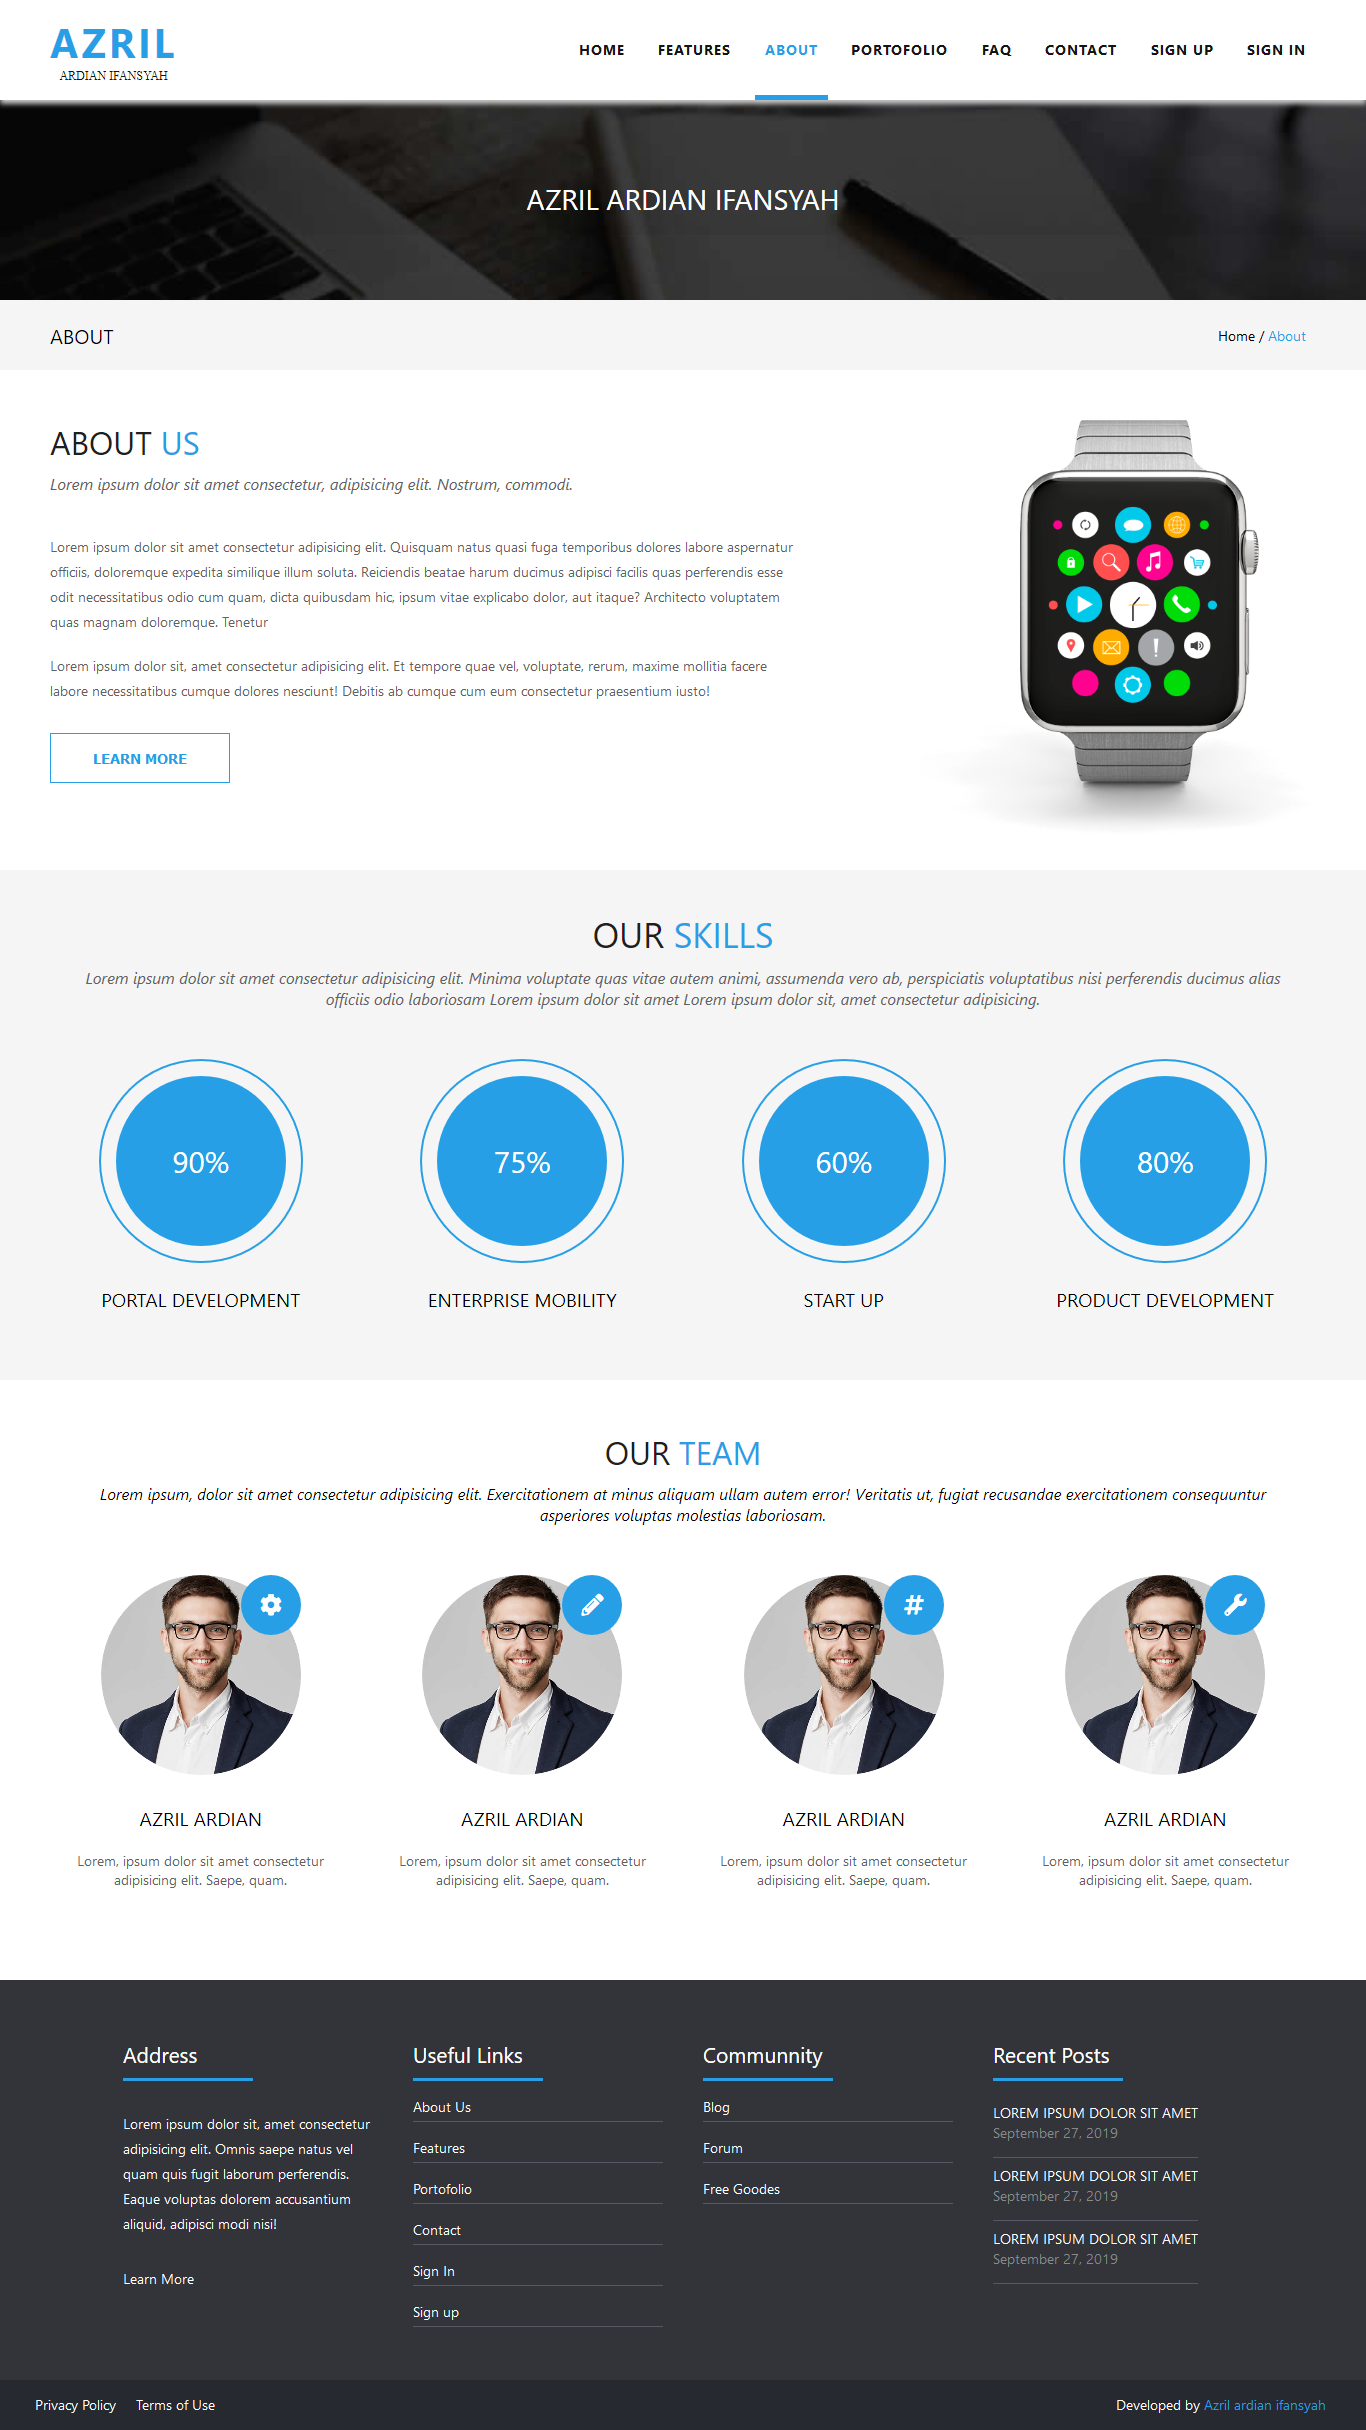 AZRIL
ARDIAN IFANSYAH
HOME FEATURES ABOUT PORTOFOLIO FAQ CONTACT SIGN UP SIGN IN
AZRIL ARDIAN IFANSYAH
ABOUT
Home / About
ABOUT US
Lorem ipsum dolor sit amet consectetur, adipisicing elit. Nostrum, commodi.
Lorem ipsum dolor sit amet consectetur adipisicing elit. Quisquam natus quasi fuga temporibus dolores labore aspernatur
officiis, doloremque expedita similique illum soluta. Reiciendis beatae harum ducimus adipisci facilis quas perferendis esse
odit necessitatibus odio cum quam, dicta quibusdam hic, ipsum vitae explicabo dolor, aut itaque? Architecto voluptatem
quas magnam doloremque. Tenetur
Lorem ipsum dolor sit, amet consectetur adipisicing elit. Et tempore quae vel, voluptate, rerum, maxime mollitia facere
labore necessitatibus cumque dolores nesciunt! Debitis ab cumque cum eum consectetur praesentium iusto!
LEARN MORE
OUR SKILLS
Lorem ipsum dolor sit amet consectetur adipisicing elit. Minima voluptate quas vitae autem animi, assumenda vero ab, perspiciatis voluptatibus nisi perferendis ducimus alias
officiis odio laboriosam Lorem ipsum dolor sit amet Lorem ipsum dolor sit, amet consectetur adipisicing.
90% 75% 60% 80%
PORTAL DEVELOPMENT ENTERPRISE MOBILITY START UP PRODUCT DEVELOPMENT
OUR TEAM
Lorem ipsum, dolor sit amet consectetur adipisicing elit. Exercitationem at minus aliquam ullam autem error! Veritatis ut, fugiat recusandae exercitationem consequuntur
asperiores voluptas molestias laboriosam.
#
AZRIL ARDIAN
Lorem, ipsum dolor sit amet consectetur
adipisicing elit. Saepe, quam.
AZRIL ARDIAN
Lorem, ipsum dolor sit amet consectetur
adipisicing elit. Saepe, quam.
AZRIL ARDIAN
Lorem, ipsum dolor sit amet consectetur
adipisicing elit. Saepe, quam.
AZRIL ARDIAN
Lorem, ipsum dolor sit amet consectetur
adipisicing elit. Saepe, quam.
Address
Lorem ipsum dolor sit, amet consectetur
adipisicing elit. Omnis saepe natus vel
quam quis fugit laborum perferendis.
Eaque voluptas dolorem accusantium
aliquid, adipisci modi nisi!
Learn More
Useful Links
About Us
Features
Portofolio
Contact
Sign In
Sign up
Communnity
Blog
Forum
Free Goodes
Recent Posts
LOREM IPSUM DOLOR SIT AMET
September 27, 2019
LOREM IPSUM DOLOR SIT AMET
September 27, 2019
LOREM IPSUM DOLOR SIT AMET
September 27, 2019
Privacy Policy Terms of Use
Developed by Azril ardian ifansyah